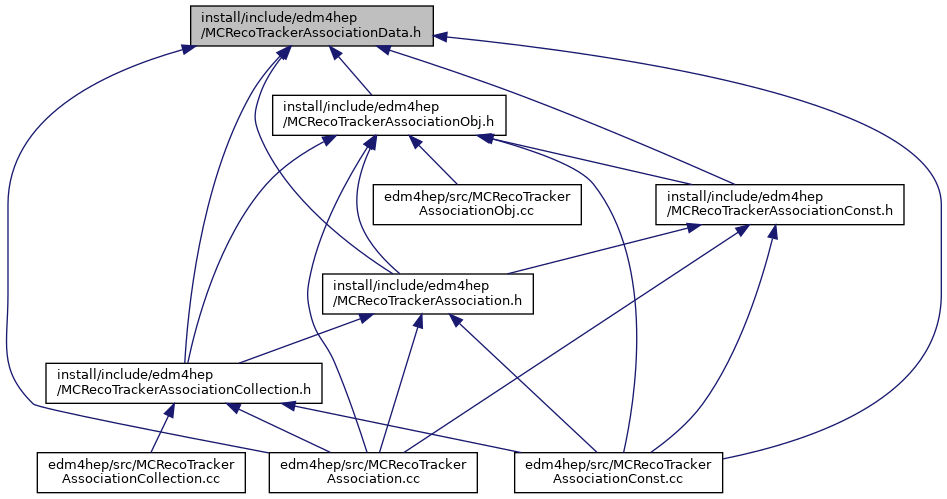 install/include/edm4hep
/MCRecoTrackerAssociationData.h
install/include/edm4hep
/MCRecoTrackerAssociationObj.h
edm4hep/src/MCRecoTracker
AssociationObj.cc
install/include/edm4hep
/MCRecoTrackerAssociationConst.h
install/include/edm4hep
/MCRecoTrackerAssociation.h
install/include/edm4hep
/MCRecoTrackerAssociationCollection.h
edm4hep/src/MCRecoTracker
AssociationCollection.cc
edm4hep/src/MCRecoTracker
Association.cc
edm4hep/src/MCRecoTracker
AssociationConst.cc